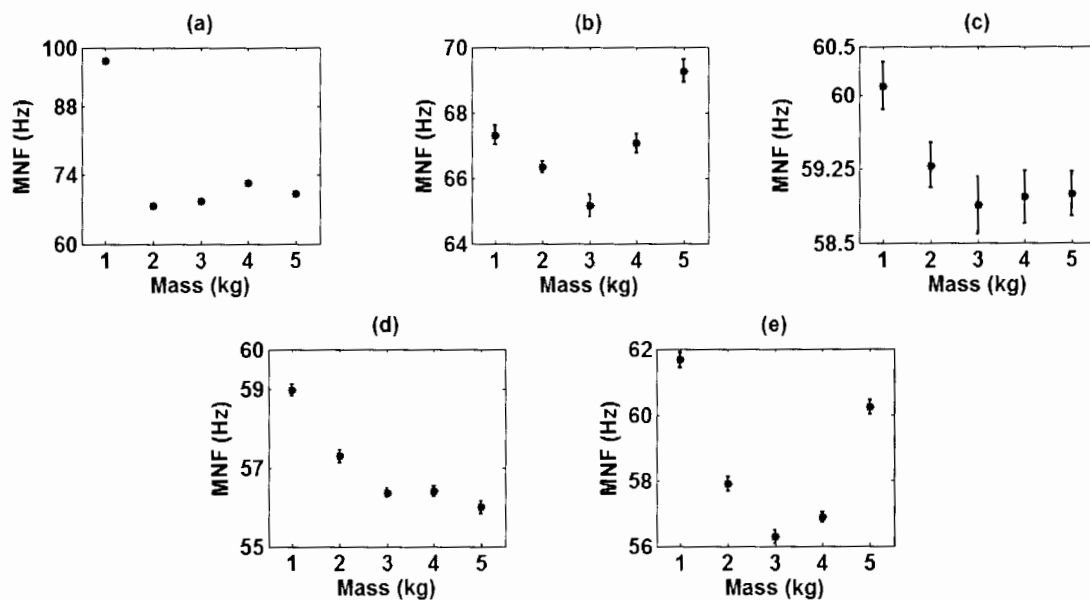 (a)
100
88
74
60
MNF (Hz)
1 2 3 4 5
Mass (kg)
(b)
70
68
66
64
MNF (Hz)
1 2 3 4 5
Mass (kg)
(c)
60.5
60
59.25
58.5
MNF (Hz)
1 2 3 4 5
Mass (kg)
(d)
60
59
57
55
MNF (Hz)
1 2 3 4 5
Mass (kg)
(e)
62
60
58
56
MNF (Hz)
1 2 3 4 5
Mass (kg)